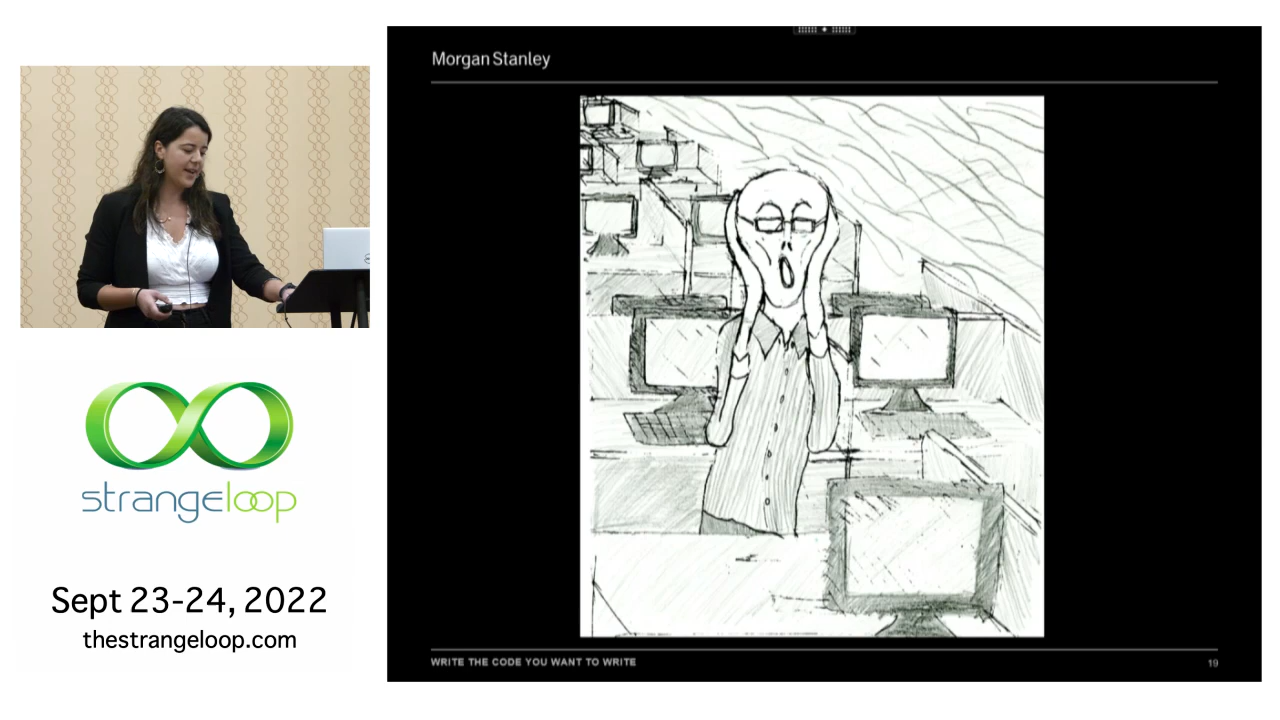 Morgan Stanley
strangeloop
Sept 23-24, 2022
thestrangeloop.com
WRITE THE CODE YOU WANT TO WRITE
19